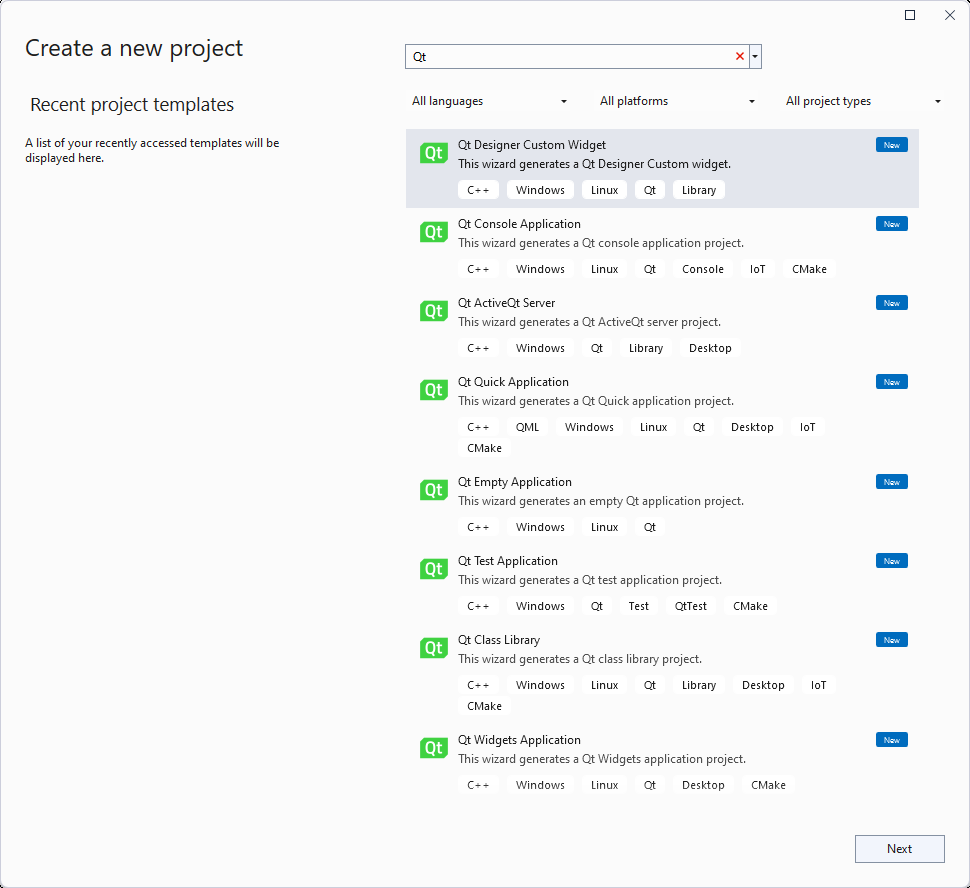 Create a new project
Qt
Recent project templates
All languages All platforms All project types
A list of your recently accessed templates will be
displayed here.
Qt Qt Designer Custom Widget New
This wizard generates a Qt Designer Custom widget.
C++ Windows Linux Qt Library
Qt Qt Console Application New
This wizard generates a Qt console application project.
C++ Windows Linux Qt Console IoT CMake
Qt Qt ActiveQt Server New
This wizard generates a Qt ActiveQt server project.
C++ Windows Qt Library Desktop
Qt Qt Quick Application New
This wizard generates a Qt Quick application project.
C++ QML Windows Linux Qt Desktop IoT
CMake
Qt Qt Empty Application New
This wizard generates an empty Qt application project.
C++ Windows Linux Qt
Qt Qt Test Application New
This wizard generates a Qt test application project.
C++ Windows Qt Test QtTest CMake
Qt Qt Class Library New
This wizard generates a Qt class library project.
C++ Windows Linux Qt Library Desktop IoT
CMake
Qt Qt Widgets Application New
This wizard generates a Qt Widgets application project.
C++ Windows Linux Qt Desktop CMake
Next